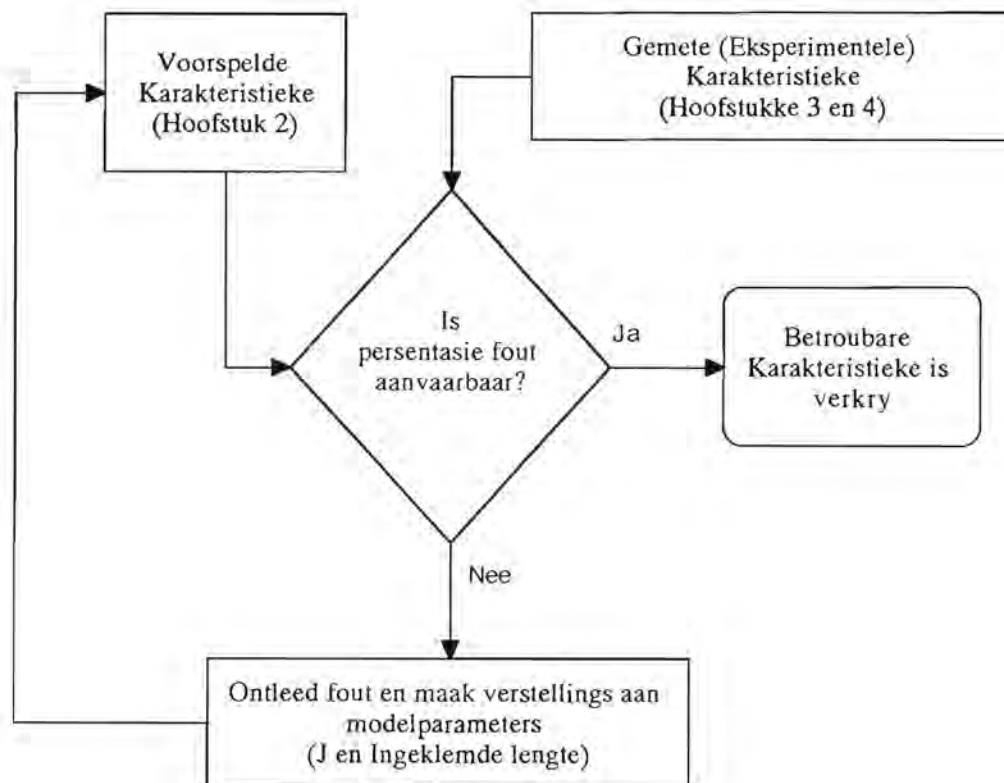 Voorspelde
Karakteristieke
(Hoofstuk 2)
Gemete (Eksperimentele)
Karakteristieke
(Hoofstukke 3 en 4)
Is
persentasie fout
aanvaarbaar?
Ja
Betroubare
Karakteristieke is
verkry
Nee
Ontleed fout en maak verstellings aan
modelparameters
(J en Ingeklemde lengte)